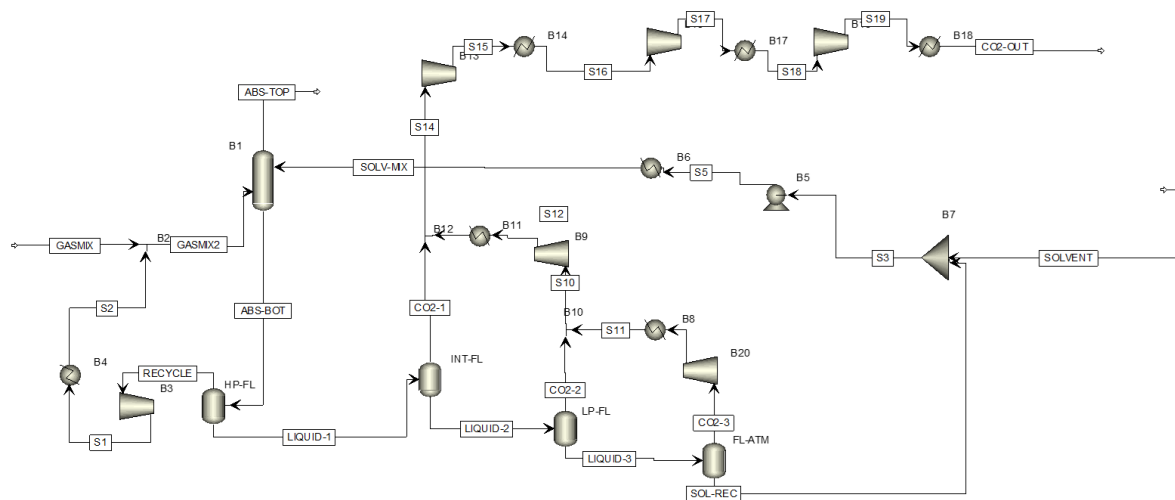 S17
S19
S15
B14
B17
B18
CO2-OUT
B13
S16
S18
ABS-TOP
S14
B1
SOLV-MIX
B6
S5
B5
S12
B7
B12
B11
B9
GASMIX
B2
GASMIX2
S3
SOLVENT
S10
S2
ABS-BOT
CO2-1
B10
S11
B8
B4
INT-FL
B20
RECYCLE
B3
HP-FL
CO2-2
LP-FL
CO2-3
S1
LIQUID-1
LIQUID-2
LIQUID-3
FL-ATM
SOL-REC